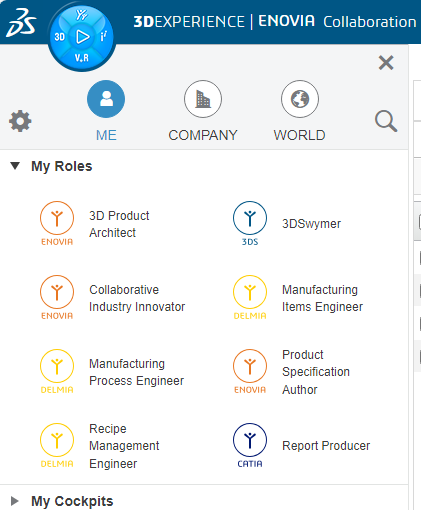 3DEXPERIENCE | ENOVIA Collaboration
3D
V.R
ME
COMPANY
WORLD
My Roles
3D Product
Architect
ENOVIA
3DSwymer
3DS
Collaborative
Industry Innovator
ENOVIA
Manufacturing
Items Engineer
DELMIA
Manufacturing
Process Engineer
DELMIA
Product
Specification
Author
ENOVIA
Recipe
Management
Engineer
DELMIA
Report Producer
CATIA
My Cockpits